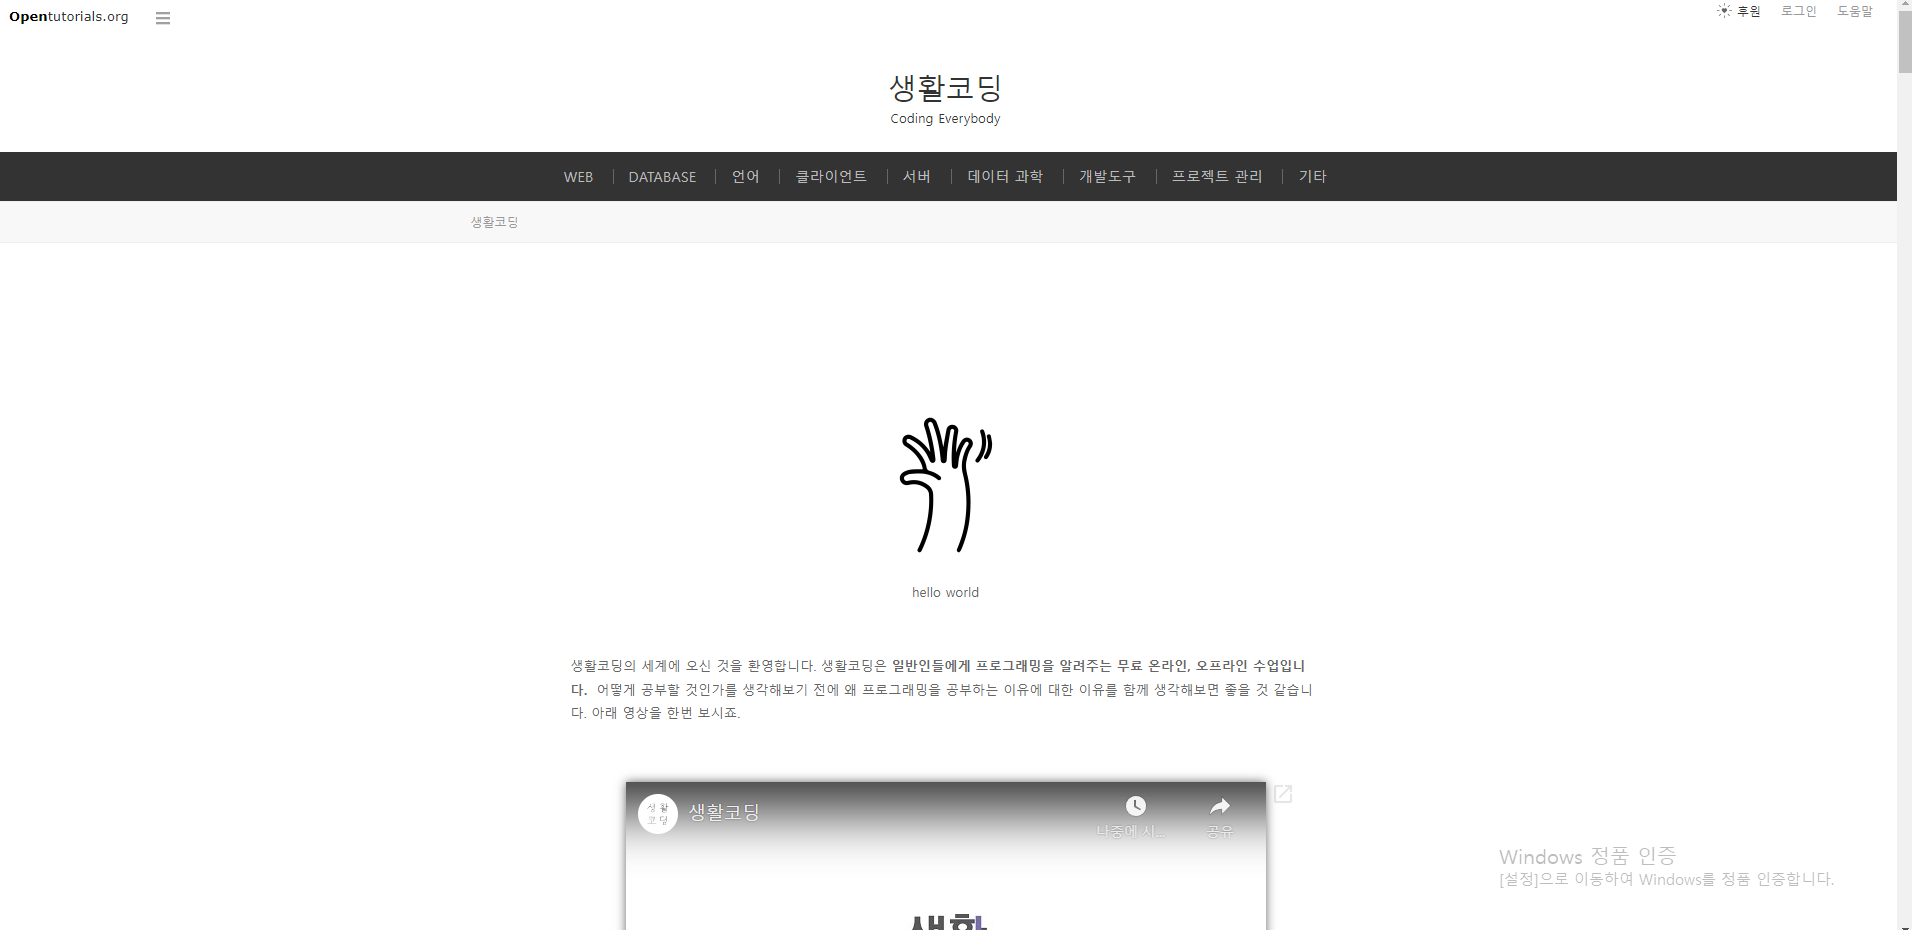 Opentutorials.org
후원 로그인 도움말
생활코딩
Coding Everybody
WEB DATABASE 언어 클라이언트 서버 데이터 과학 개발도구 프로젝트 관리 기타
생활코딩
hello world
생활코딩의 세계에 오신 것을 환영합니다. 생활코딩은 일반인들에게 프로그래밍을 알려주는 무료 온라인, 오프라인 수업입니
다. 어떻게 공부할 것인가를 생각해보기 전에 왜 프로그래밍을 공부하는 이유에 대한 이유를 함께 생각해보면 좋을 것 같습니
다. 아래 영상을 한번 보시죠.
생활
코딩
생활코딩
나중에 시...
공유
Windows 정품 인증
[설정]으로 이동하여 Windows를 정품 인증합니다.
생활